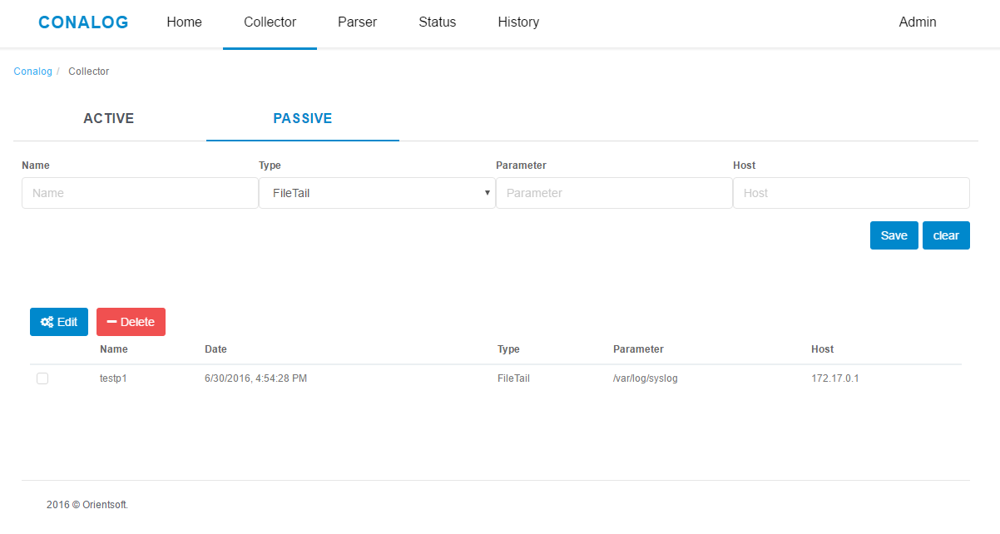 CONALOG Home Collector Parser Status History Admin
Conalog / Collector
ACTIVE PASSIVE
Name Type Parameter Host
Name FileTail Parameter Host
Save clear
Edit Delete
Name Date Type Parameter Host
testp1 6/30/2016, 4:54:28 PM FileTail /var/log/syslog 172.17.0.1
2016 © Orientsoft.